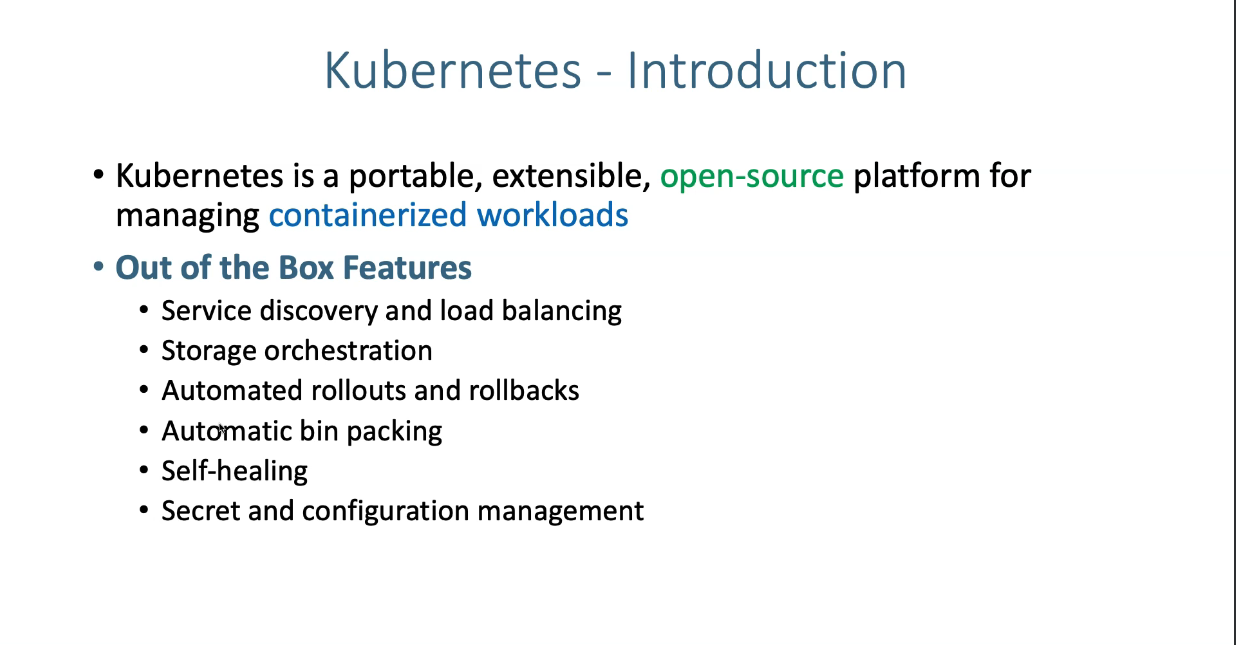 Kubernetes - Introduction
• Kubernetes is a portable, extensible, open-source platform for
managing containerized workloads
• Out of the Box Features
• Service discovery and load balancing
• Storage orchestration
• Automated rollouts and rollbacks
• Automatic bin packing
• Self-healing
• Secret and configuration management